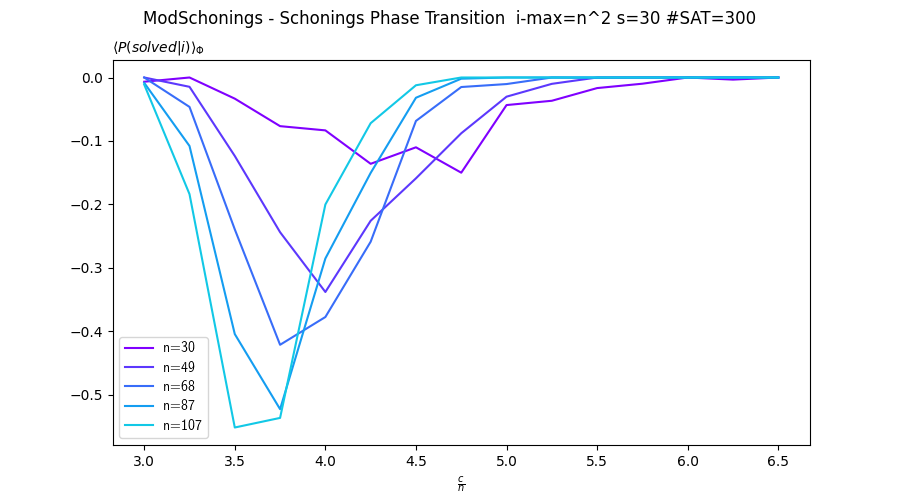 ModSchonings - Schonings Phase Transition  i-max=n^2 s=30 #SAT=300
⟨P(solved|i)⟩Φ
0.0
−0.1
−0.2
−0.3
−0.4
−0.5
n=30
n=49
n=68
n=87
n=107
3.0 3.5 4.0 4.5 5.0 5.5 6.0 6.5
c/n